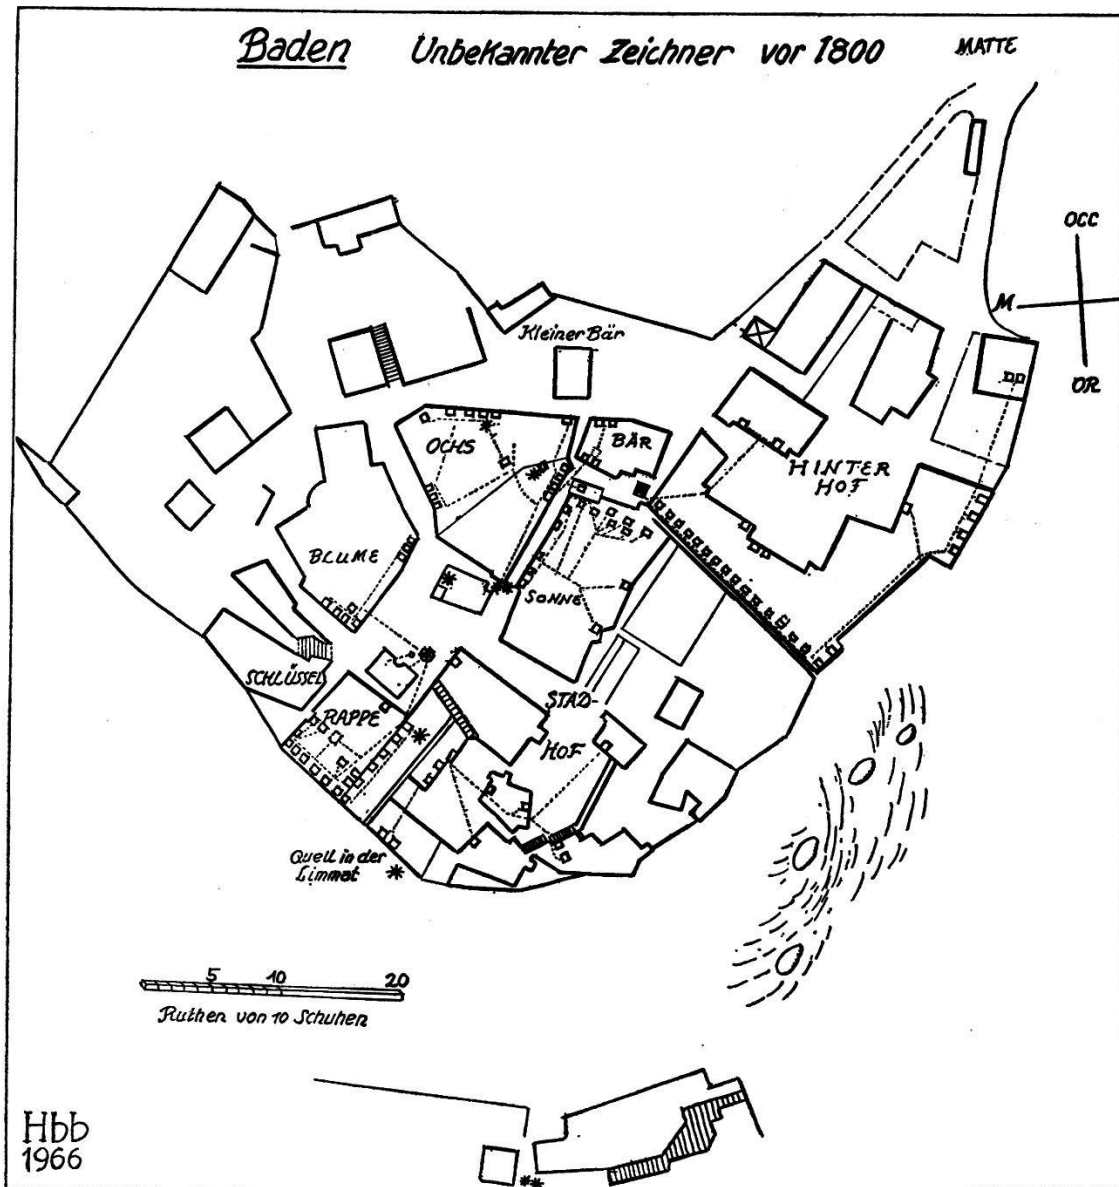 Baden Unbekannter Zeichner vor 1800 MATTE
OCC
M
OR
Kleiner Bär
OCHS
BÄR
HINTER
HOF
BLUME
SONNE
SCHLÜSSEL
RAPPE
STAD-
HOF
Quell in der
Limmat
5 10 20
Ruthen von 10 Schuhen
Hbb
1966